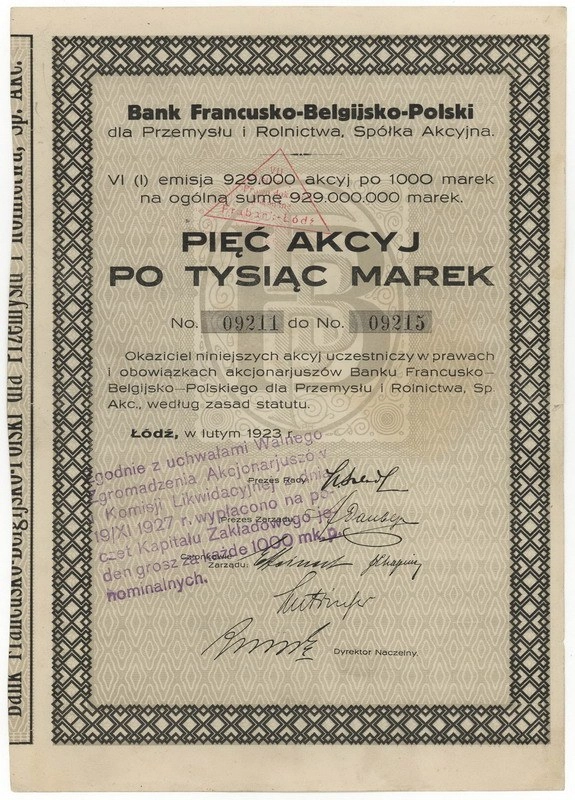 Bank Francusko-Belgijsko-Polski dla Przemysłu i Rolnictwa, Sp. Akc.
Bank Francusko-Belgijsko-Polski
dla Przemysłu i Rolnictwa, Spółka Akcyjna.
VI (I) emisja 929.000 akcyj po 1000 marek
na ogólną sumę 929.000.000 marek.
PIĘĆ AKCYJ
PO TYSIĄC MAREK
No. 09211 do No. 09215
Okaziciel niniejszych akcyj uczestniczy w prawach
i obowiązkach akcjonarjuszów Banku Francusko-
Belgijsko-Polskiego dla Przemysłu i Rolnictwa, Sp.
Akc., według zasad statutu.
Łódź, w lutym 1923 r.
Zgodnie z uchwałami Walnego
Zgromadzenia Akcjonarjuszów
i Komisji Likwidacyjnej z dnia
19/XI 1927 r. wypłacono na po-
czet Kapitału Zakładowego je-
den grosz za każde 1000 mk. p.
nominalnych.
Prezes Rady
Prezes Zarządu
Członkowie
Zarządu:
Dyrektor Naczelny.